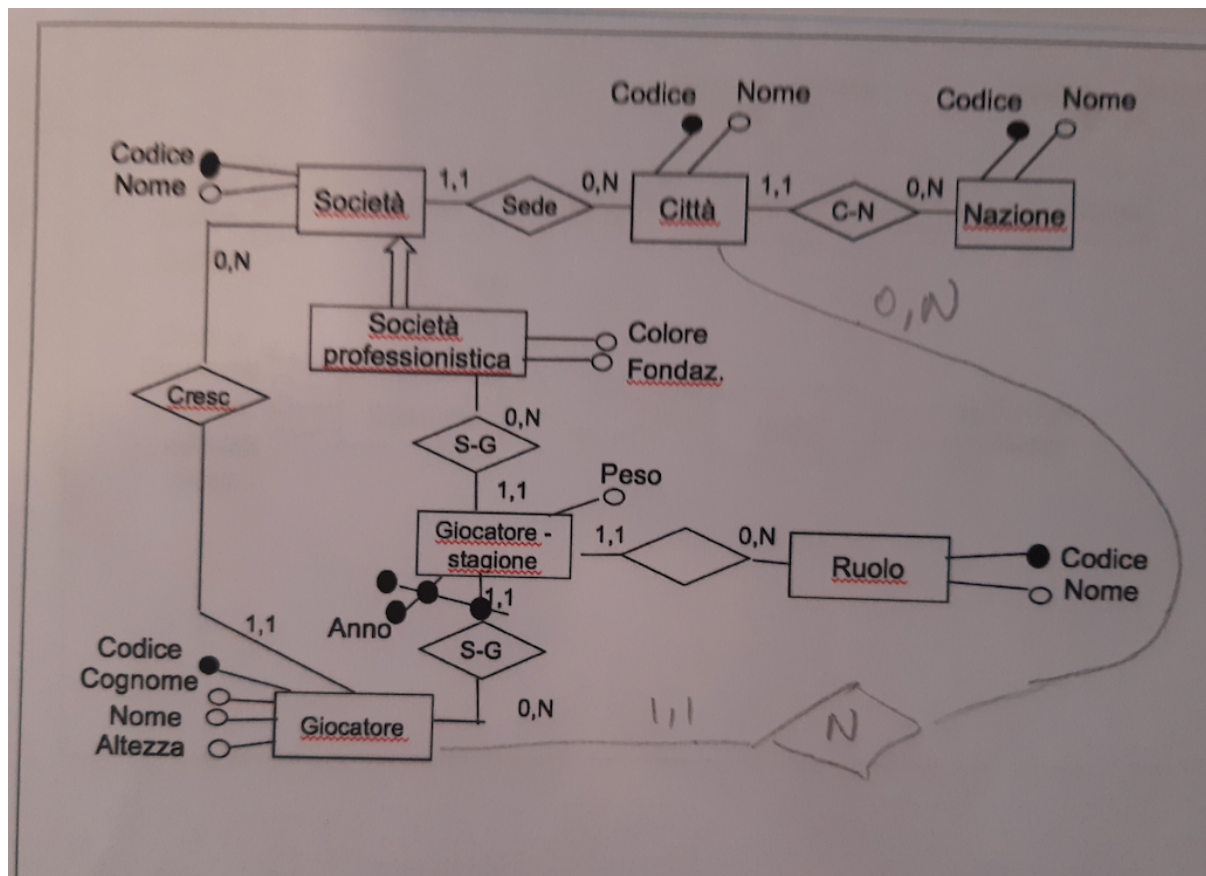 Codice Nome
Codice Nome
Codice
Nome
Società
1,1
Sede
0,N
Città
1,1
C-N
0,N
Nazione
0,N
0,N
Società
professionistica
Colore
Fondaz.
Cresc
0,N
S-G
1,1
Peso
Giocatore -
stagione
1,1
0,N
Ruolo
Codice
Nome
1,1
Anno
S-G
1,1
Codice
Cognome
Nome
Altezza
Giocatore
0,N
1,1
N